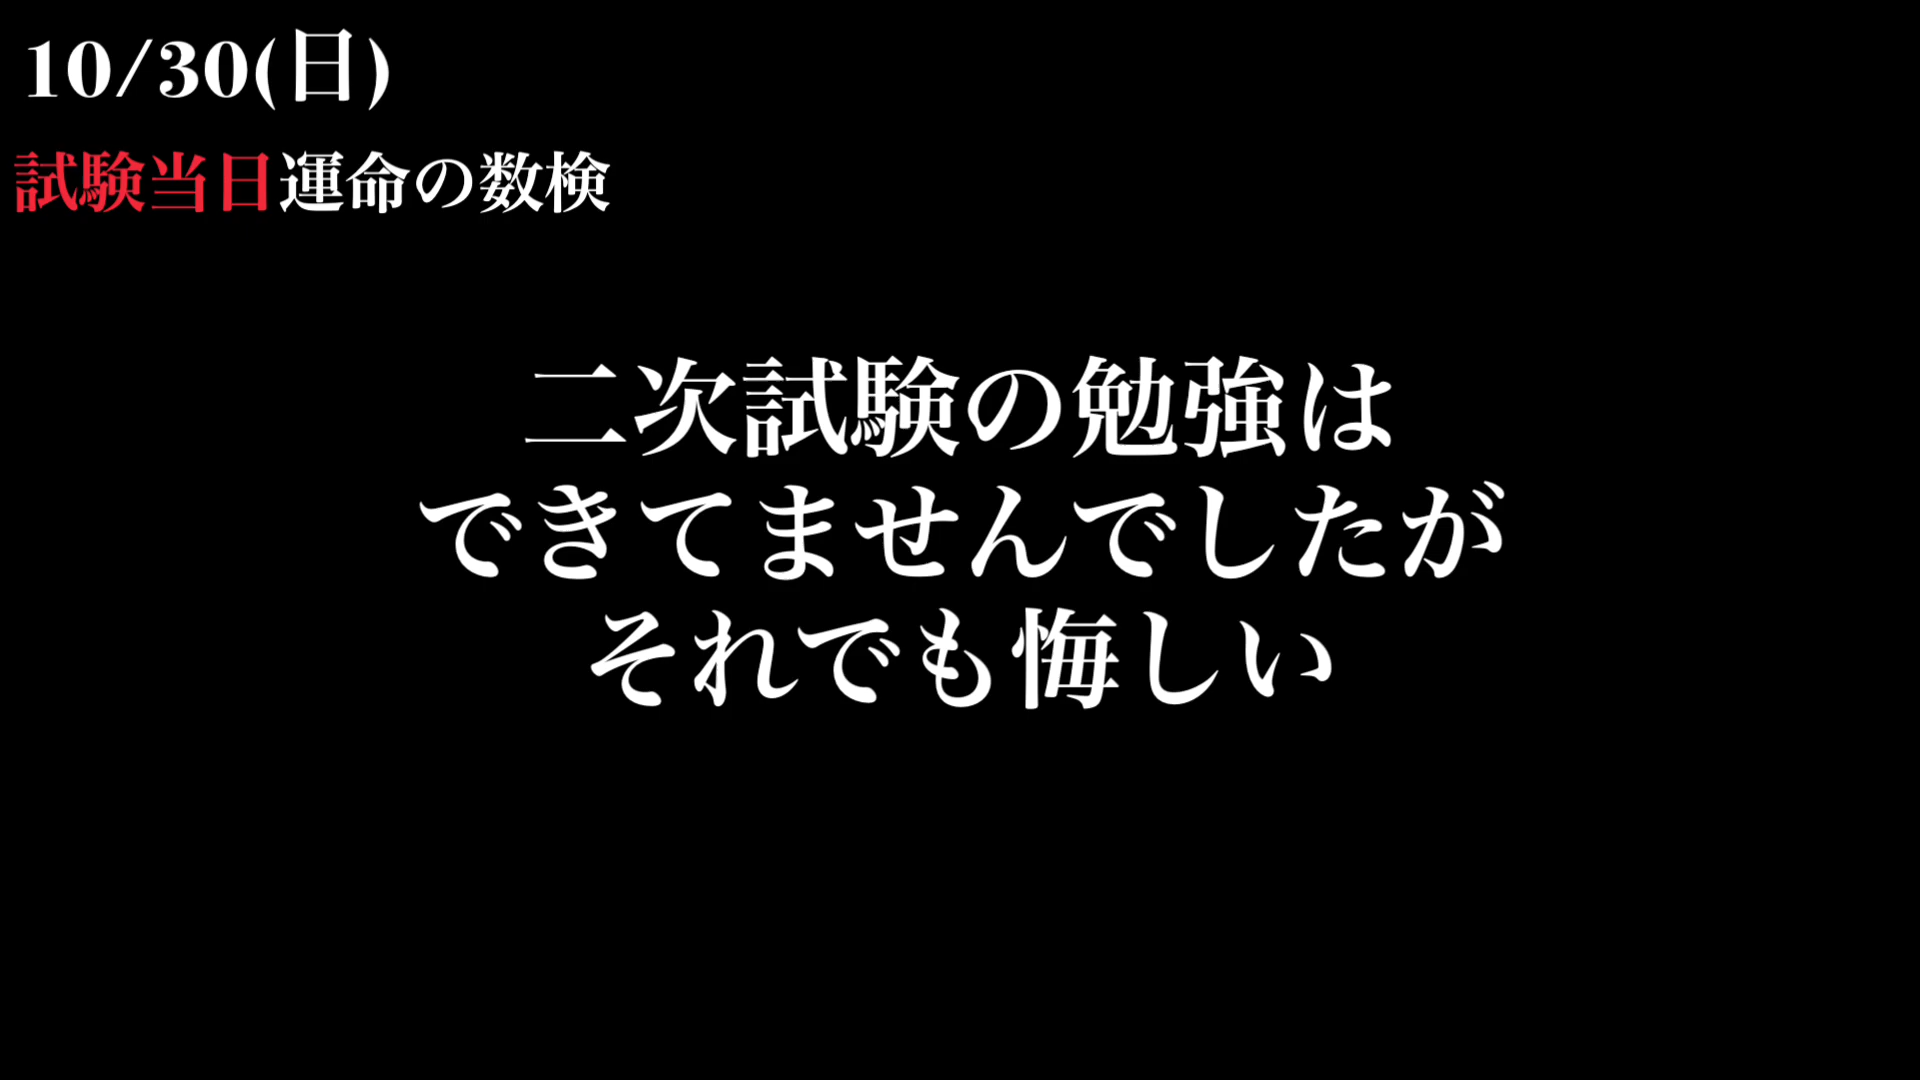 10/30(日)
試験当日運命の数検
二次試験の勉強は
できてませんでしたが
それでも悔しい